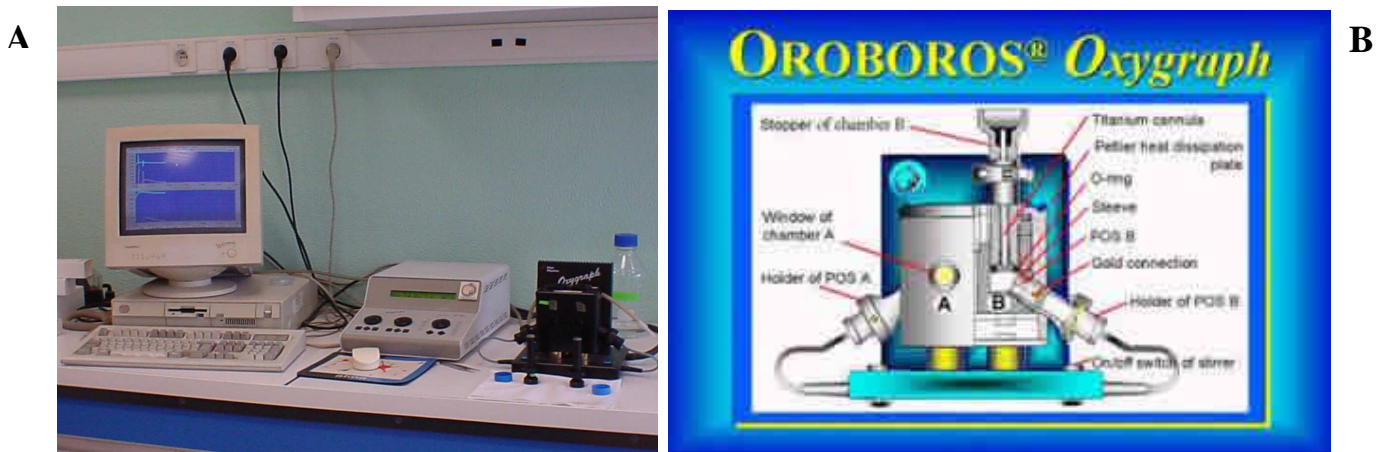 A
Oxygraph
B
OROBOROS® Oxygraph
Stopper of chamber B
Titanium cannula
Peltier heat dissipation
plate
O-ring
Sleeve
POS B
Gold connection
Window of
chamber A
Holder of POS A
Holder of POS B
A
B
On/off switch of stirrer